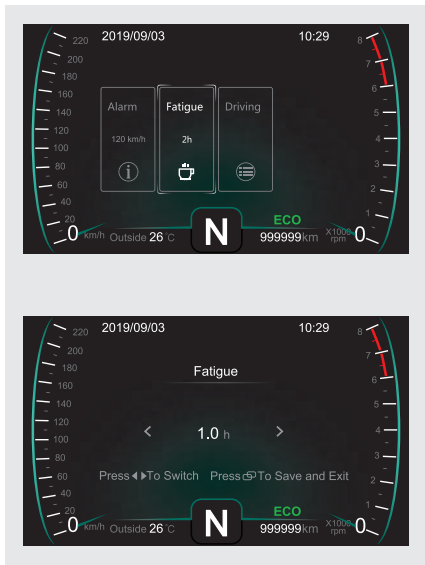 2019/09/03 10:29
220 8
200
180 7
160 6
140 5
120
100 4
80 3
60
40 2
20 1
Alarm Fatigue Driving
120 km/h 2h
ECO
0 km/h Outside 26°C N 999999km X1000 rpm 0
2019/09/03 10:29
220 8
200
180 7
160 6
140 5
120
100 4
80 3
60
40 2
20 1
Fatigue
< 1.0 h >
Press To Switch Press To Save and Exit
ECO
0 km/h Outside 26°C N 999999km X1000 rpm 0